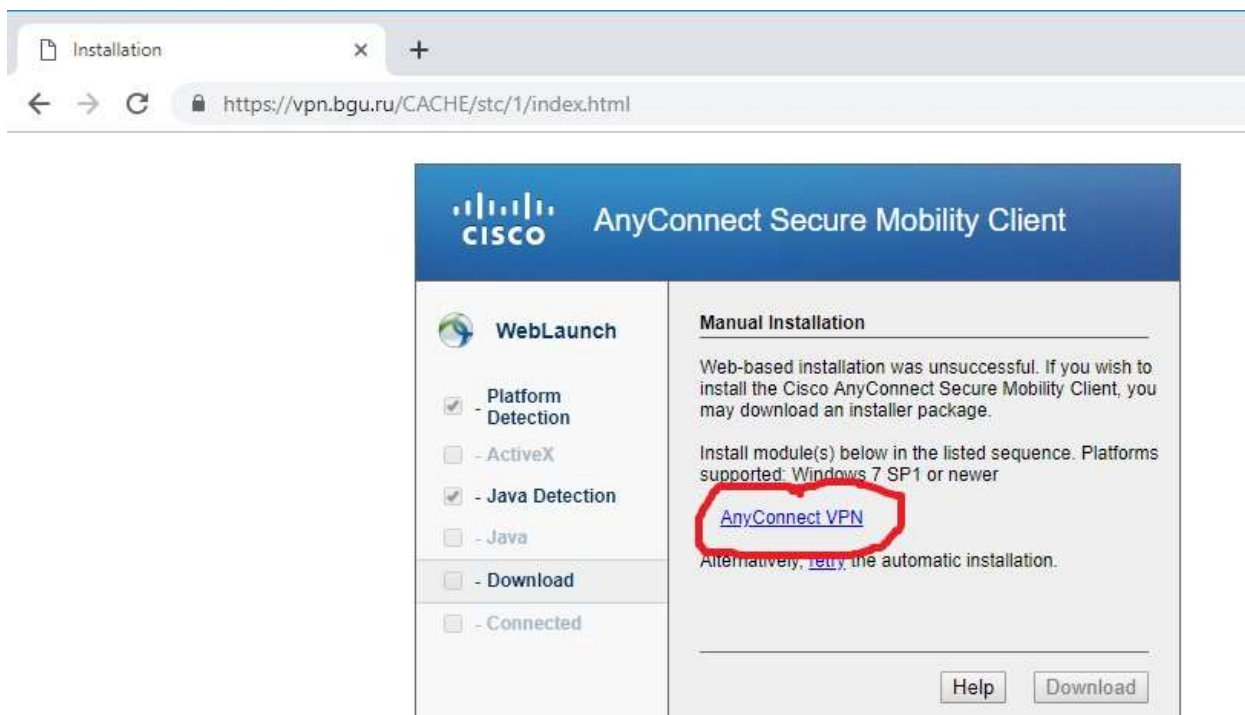 Installation
https://vpn.bgu.ru/CACHE/stc/1/index.html
CISCO
AnyConnect Secure Mobility Client
WebLaunch
- Platform
Detection
- ActiveX
- Java Detection
- Java
- Download
- Connected
Manual Installation
Web-based installation was unsuccessful. If you wish to
install the Cisco AnyConnect Secure Mobility Client, you
may download an installer package.
Install module(s) below in the listed sequence. Platforms
supported: Windows 7 SP1 or newer
AnyConnect VPN
Alternatively, retry the automatic installation.
Help
Download